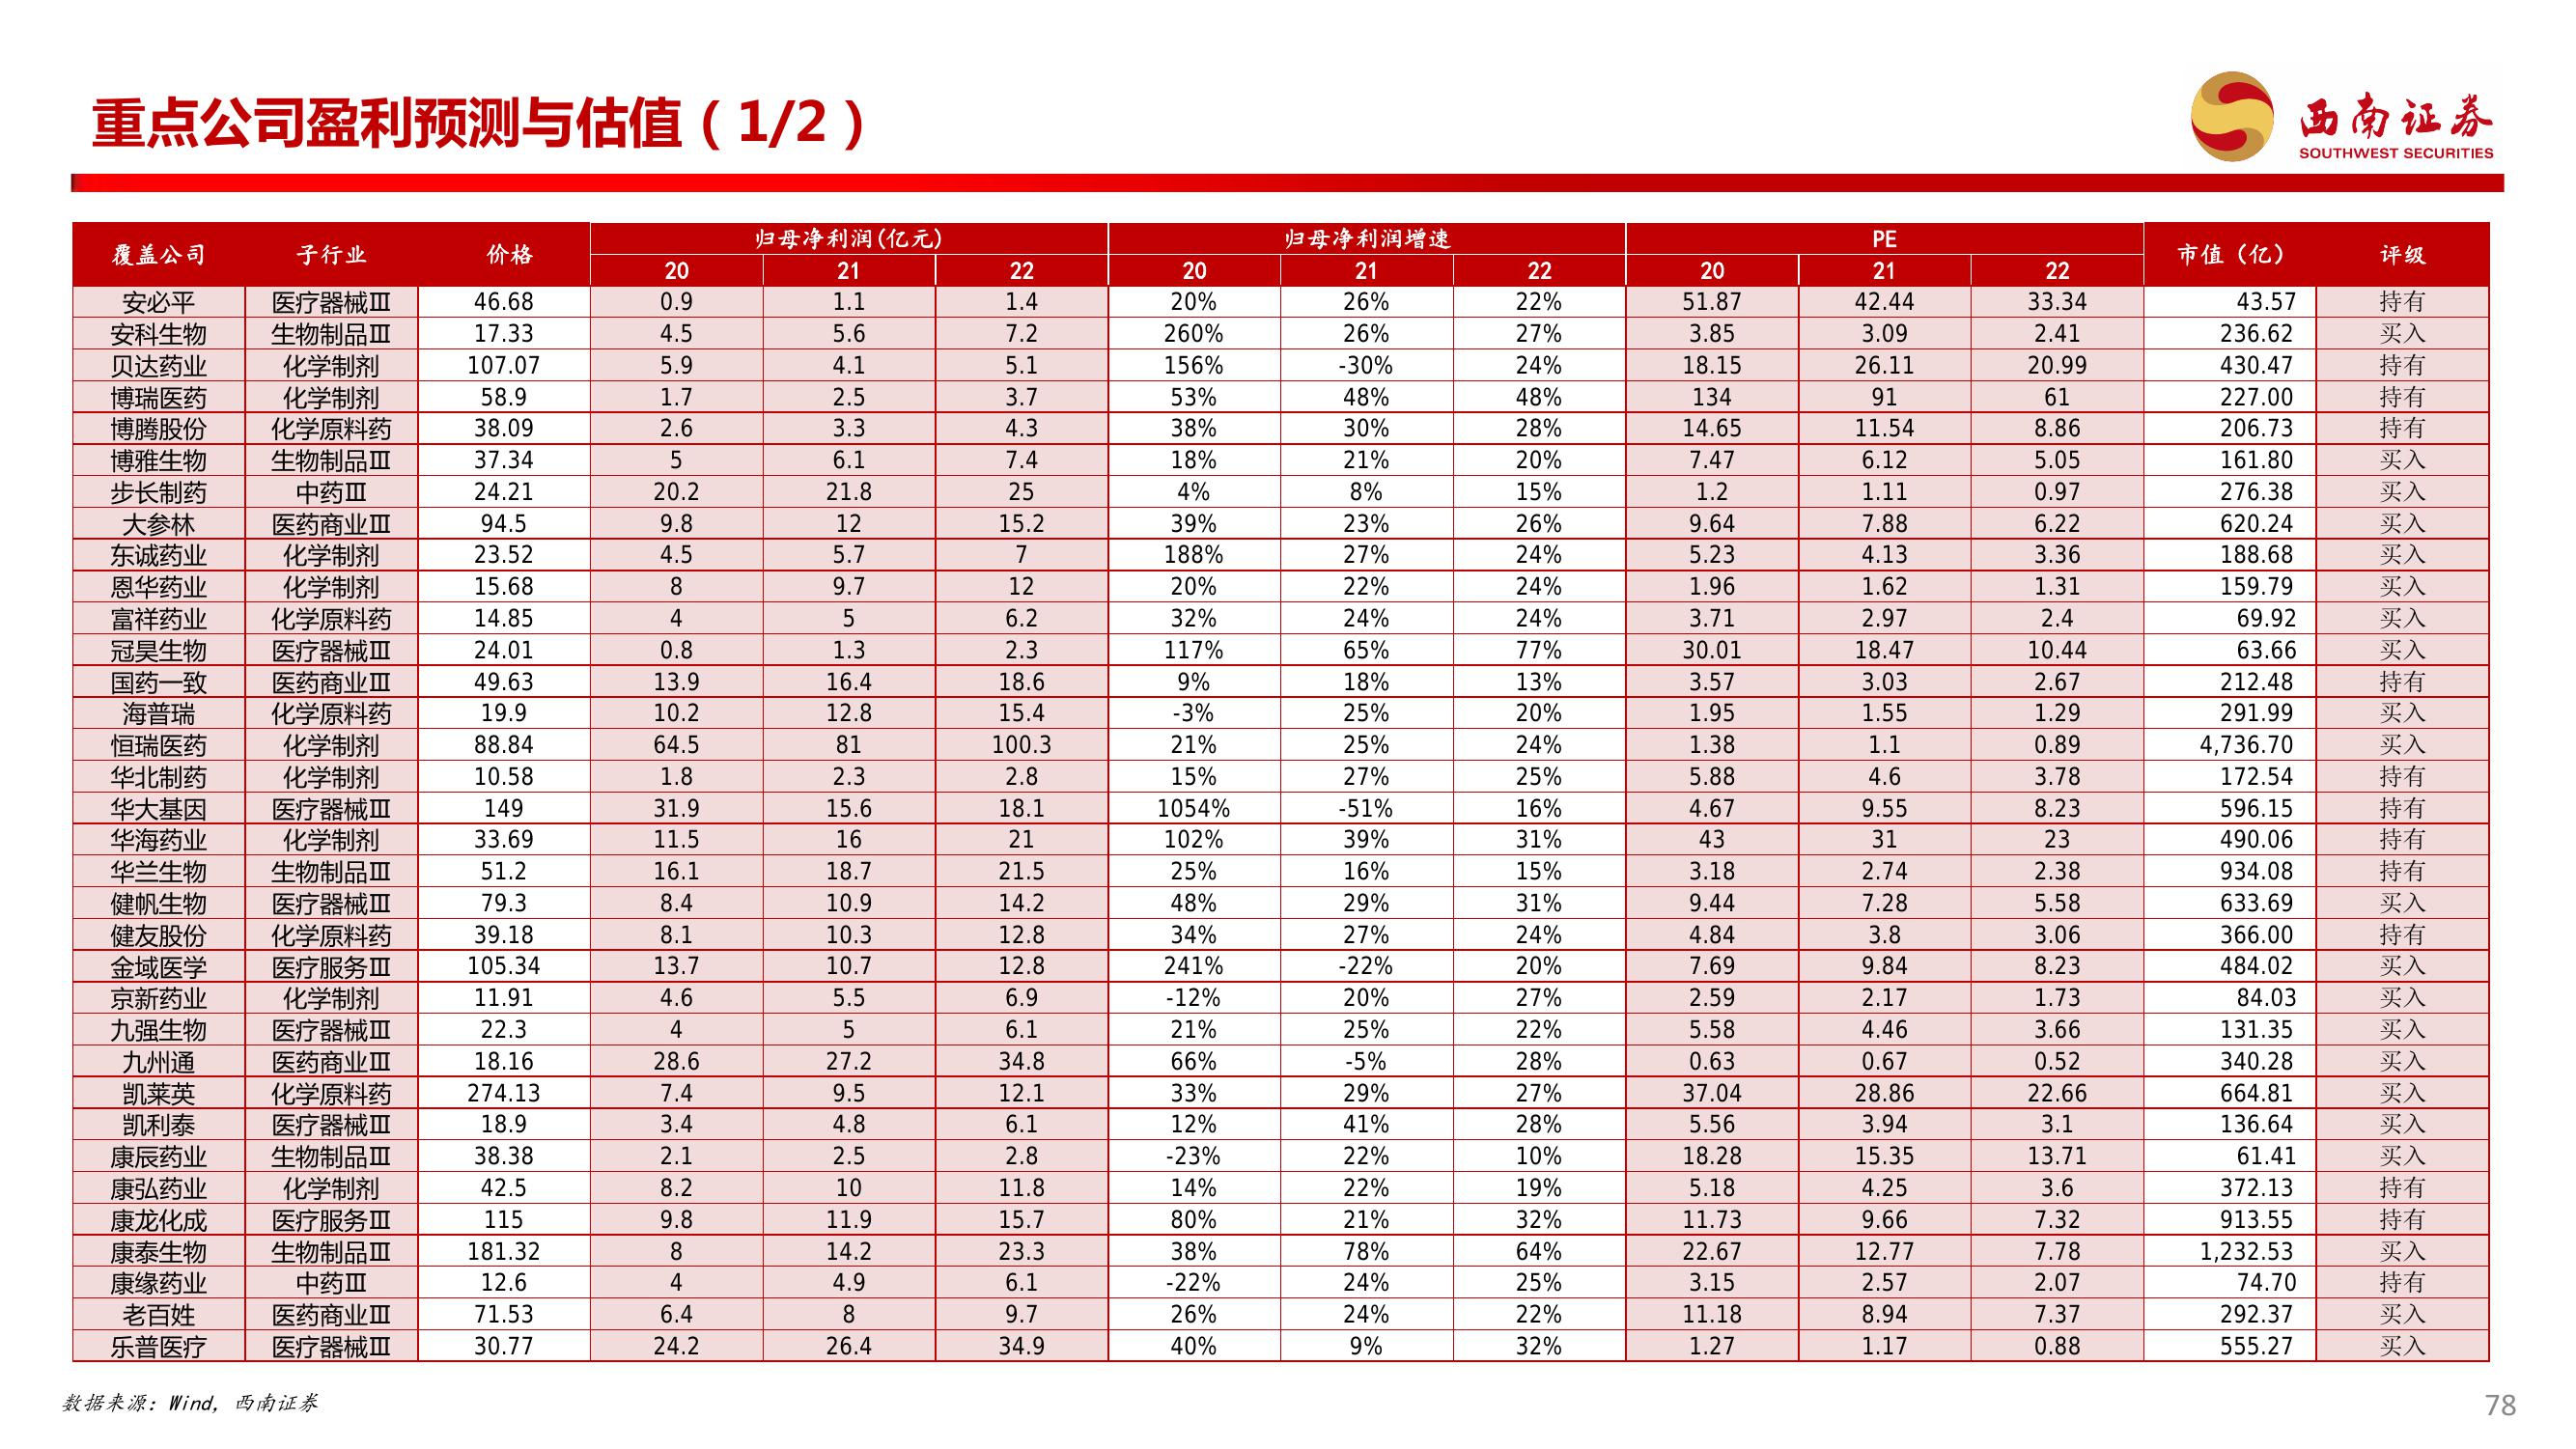 重点公司盈利预测与估值（1/2）
西南证券
SOUTHWEST SECURITIES
覆盖公司 子行业 价格 归母净利润(亿元) 归母净利润增速 PE 市值（亿） 评级
20 21 22 20 21 22 20 21 22
安必平 医疗器械Ⅲ 46.68 0.9 1.1 1.4 20% 26% 22% 51.87 42.44 33.34 43.57 持有
安科生物 生物制品Ⅲ 17.33 4.5 5.6 7.2 260% 26% 27% 3.85 3.09 2.41 236.62 买入
贝达药业 化学制剂 107.07 5.9 4.1 5.1 156% -30% 24% 18.15 26.11 20.99 430.47 持有
博瑞医药 化学制剂 58.9 1.7 2.5 3.7 53% 48% 48% 134 91 61 227.00 持有
博腾股份 化学原料药 38.09 2.6 3.3 4.3 38% 30% 28% 14.65 11.54 8.86 206.73 持有
博雅生物 生物制品Ⅲ 37.34 5 6.1 7.4 18% 21% 20% 7.47 6.12 5.05 161.80 买入
步长制药 中药Ⅲ 24.21 20.2 21.8 25 4% 8% 15% 1.2 1.11 0.97 276.38 买入
大参林 医药商业Ⅲ 94.5 9.8 12 15.2 39% 23% 26% 9.64 7.88 6.22 620.24 买入
东诚药业 化学制剂 23.52 4.5 5.7 7 188% 27% 24% 5.23 4.13 3.36 188.68 买入
恩华药业 化学制剂 15.68 8 9.7 12 20% 22% 24% 1.96 1.62 1.31 159.79 买入
富祥药业 化学原料药 14.85 4 5 6.2 32% 24% 24% 3.71 2.97 2.4 69.92 买入
冠昊生物 医疗器械Ⅲ 24.01 0.8 1.3 2.3 117% 65% 77% 30.01 18.47 10.44 63.66 买入
国药一致 医药商业Ⅲ 49.63 13.9 16.4 18.6 9% 18% 13% 3.57 3.03 2.67 212.48 持有
海普瑞 化学原料药 19.9 10.2 12.8 15.4 -3% 25% 20% 1.95 1.55 1.29 291.99 买入
恒瑞医药 化学制剂 88.84 64.5 81 100.3 21% 25% 24% 1.38 1.1 0.89 4,736.70 买入
华北制药 化学制剂 10.58 1.8 2.3 2.8 15% 27% 25% 5.88 4.6 3.78 172.54 持有
华大基因 医疗器械Ⅲ 149 31.9 15.6 18.1 1054% -51% 16% 4.67 9.55 8.23 596.15 持有
华海药业 化学制剂 33.69 11.5 16 21 102% 39% 31% 43 31 23 490.06 持有
华兰生物 生物制品Ⅲ 51.2 16.1 18.7 21.5 25% 16% 15% 3.18 2.74 2.38 934.08 持有
健帆生物 医疗器械Ⅲ 79.3 8.4 10.9 14.2 48% 29% 31% 9.44 7.28 5.58 633.69 买入
健友股份 化学原料药 39.18 8.1 10.3 12.8 34% 27% 24% 4.84 3.8 3.06 366.00 持有
金域医学 医疗服务Ⅲ 105.34 13.7 10.7 12.8 241% -22% 20% 7.69 9.84 8.23 484.02 买入
京新药业 化学制剂 11.91 4.6 5.5 6.9 -12% 20% 27% 2.59 2.17 1.73 84.03 买入
九强生物 医疗器械Ⅲ 22.3 4 5 6.1 21% 25% 22% 5.58 4.46 3.66 131.35 买入
九州通 医药商业Ⅲ 18.16 28.6 27.2 34.8 66% -5% 28% 0.63 0.67 0.52 340.28 买入
凯莱英 化学原料药 274.13 7.4 9.5 12.1 33% 29% 27% 37.04 28.86 22.66 664.81 买入
凯利泰 医疗器械Ⅲ 18.9 3.4 4.8 6.1 12% 41% 28% 5.56 3.94 3.1 136.64 买入
康辰药业 生物制品Ⅲ 38.38 2.1 2.5 2.8 -23% 22% 10% 18.28 15.35 13.71 61.41 买入
康弘药业 化学制剂 42.5 8.2 10 11.8 14% 22% 19% 5.18 4.25 3.6 372.13 持有
康龙化成 医疗服务Ⅲ 115 9.8 11.9 15.7 80% 21% 32% 11.73 9.66 7.32 913.55 持有
康泰生物 生物制品Ⅲ 181.32 8 14.2 23.3 38% 78% 64% 22.67 12.77 7.78 1,232.53 买入
康缘药业 中药Ⅲ 12.6 4 4.9 6.1 -22% 24% 25% 3.15 2.57 2.07 74.70 持有
老百姓 医药商业Ⅲ 71.53 6.4 8 9.7 26% 24% 22% 11.18 8.94 7.37 292.37 买入
乐普医疗 医疗器械Ⅲ 30.77 24.2 26.4 34.9 40% 9% 32% 1.27 1.17 0.88 555.27 买入
数据来源：Wind，西南证券
78